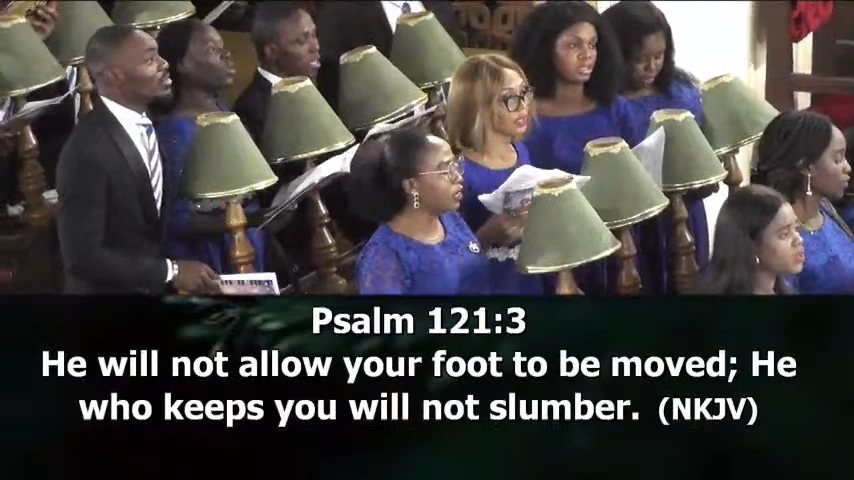 Psalm 121:3
He will not allow your foot to be moved; He
who keeps you will not slumber. (NKJV)